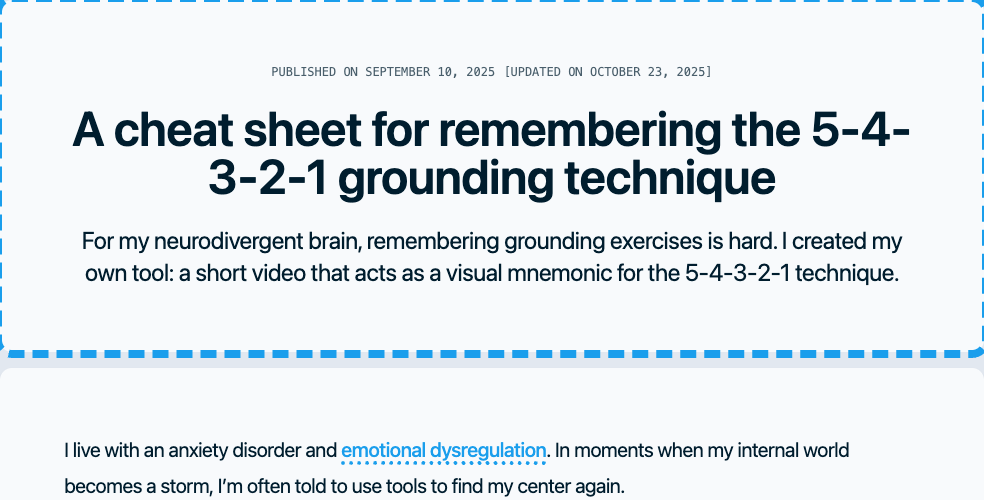 PUBLISHED ON SEPTEMBER 10, 2025 [UPDATED ON OCTOBER 23, 2025]
A cheat sheet for remembering the 5-4-
3-2-1 grounding technique
For my neurodivergent brain, remembering grounding exercises is hard. I created my
own tool: a short video that acts as a visual mnemonic for the 5-4-3-2-1 technique.
I live with an anxiety disorder and emotional dysregulation. In moments when my internal world
becomes a storm, I’m often told to use tools to find my center again.